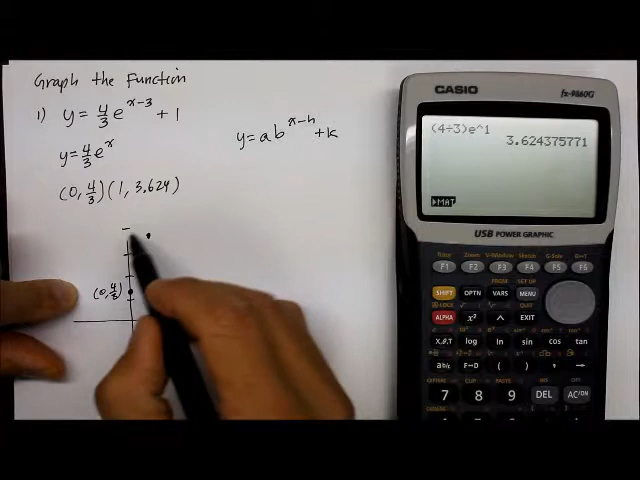 Graph the Function
1) y = 4/3 e^(x-3) + 1
y = ab^(x-h) + k
y = 4/3 e^x
(0, 4/3) (1, 3.624)
(0, 4/3)
CASIO fx-9860G
(4÷3)e^1
3.624375771
▶MAT
USB POWER GRAPHIC
F1 F2 F3 F4 F5 F6
SHIFT OPTN VARS MENU
ALPHA x² ^ EXIT
X,θ,T log ln sin cos tan
a b/c F↔D ( ) , →
7 8 9 DEL AC/ON